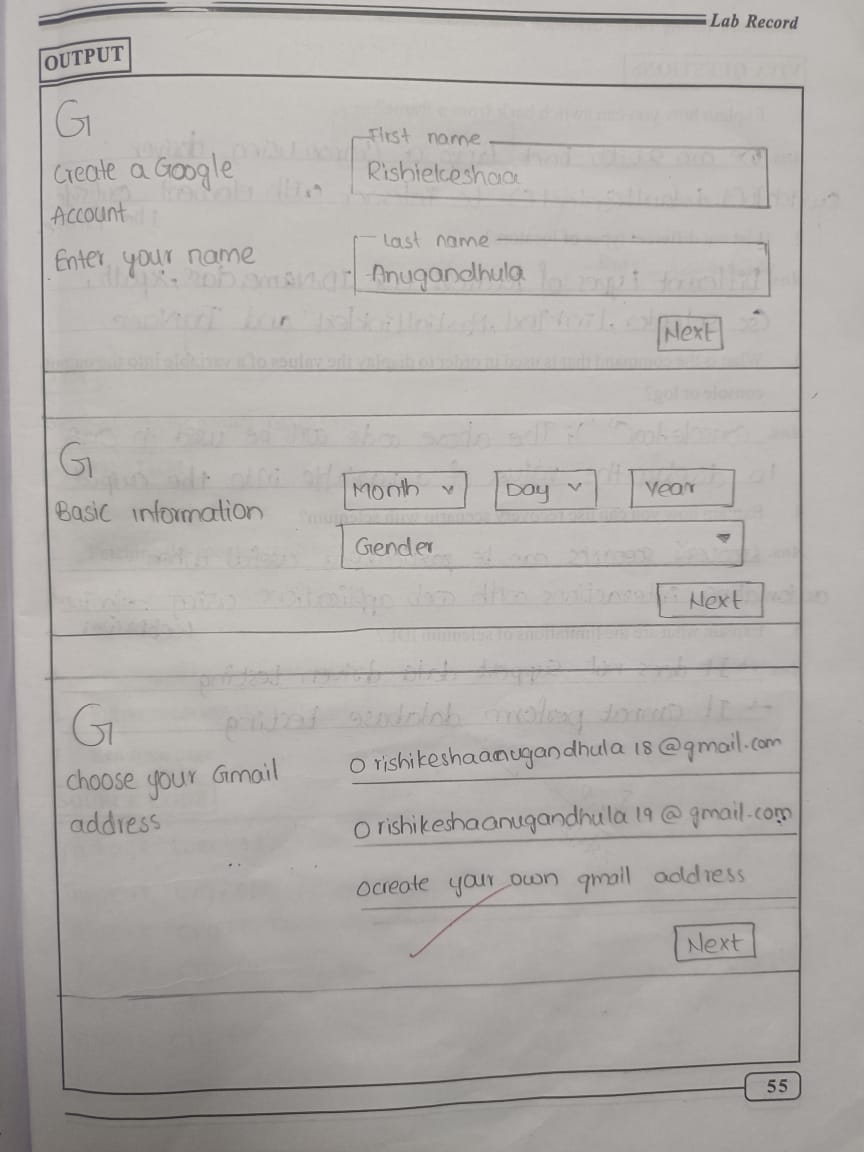 Lab Record
OUTPUT
G
Create a Google
Account
Enter your name
First name
Rishielceshaa
Last name
Anugandhula
Next
G
Basic information
Month
Day
Year
Gender
Next
G
choose your Gmail
address
O rishikeshaanugandhula 18 @gmail.com
O rishikeshaanugandhula 19 @ gmail.com
O create your own gmail address
Next
55